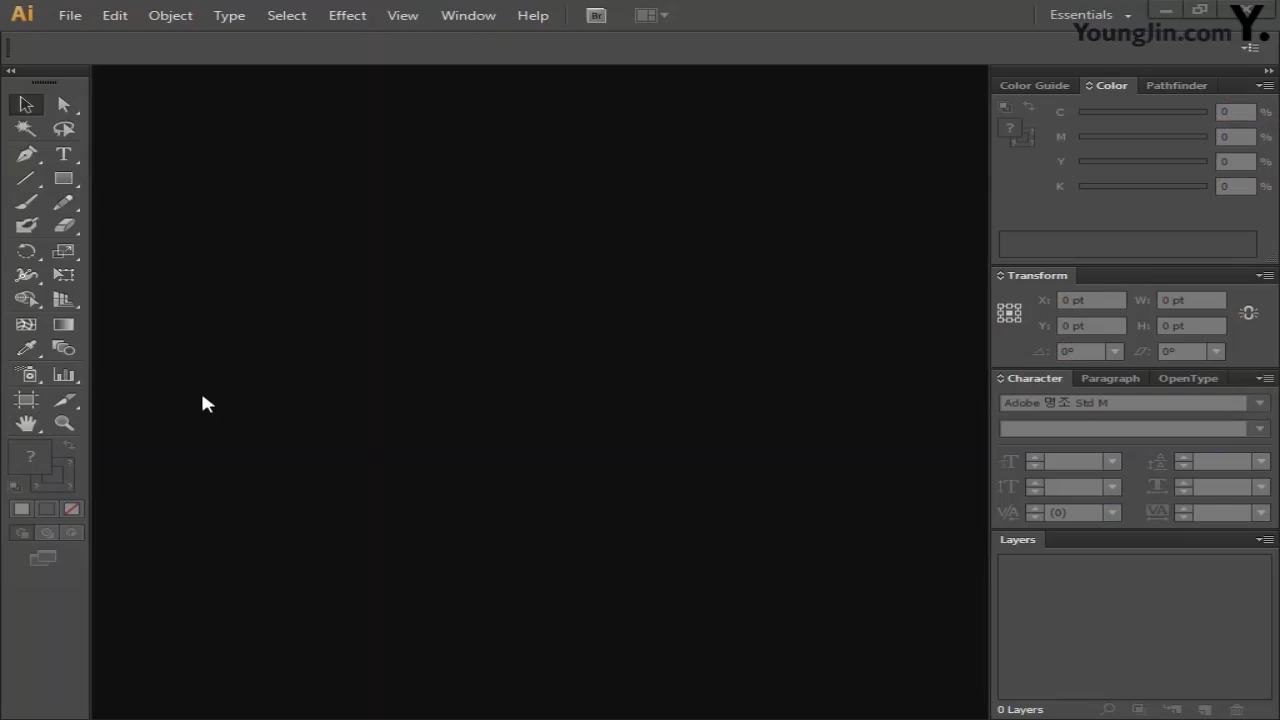 Ai File Edit Object Type Select Effect View Window Help Br Essentials
YoungJin.com Y.
Color Guide Color Pathfinder
C 0 %
? M 0 %
Y 0 %
K 0 %
Transform
X: 0 pt W: 0 pt
Y: 0 pt H: 0 pt
0° 0°
Character Paragraph OpenType
Adobe 명조 Std M
(0)
Layers
0 Layers
T
?
? ? ?